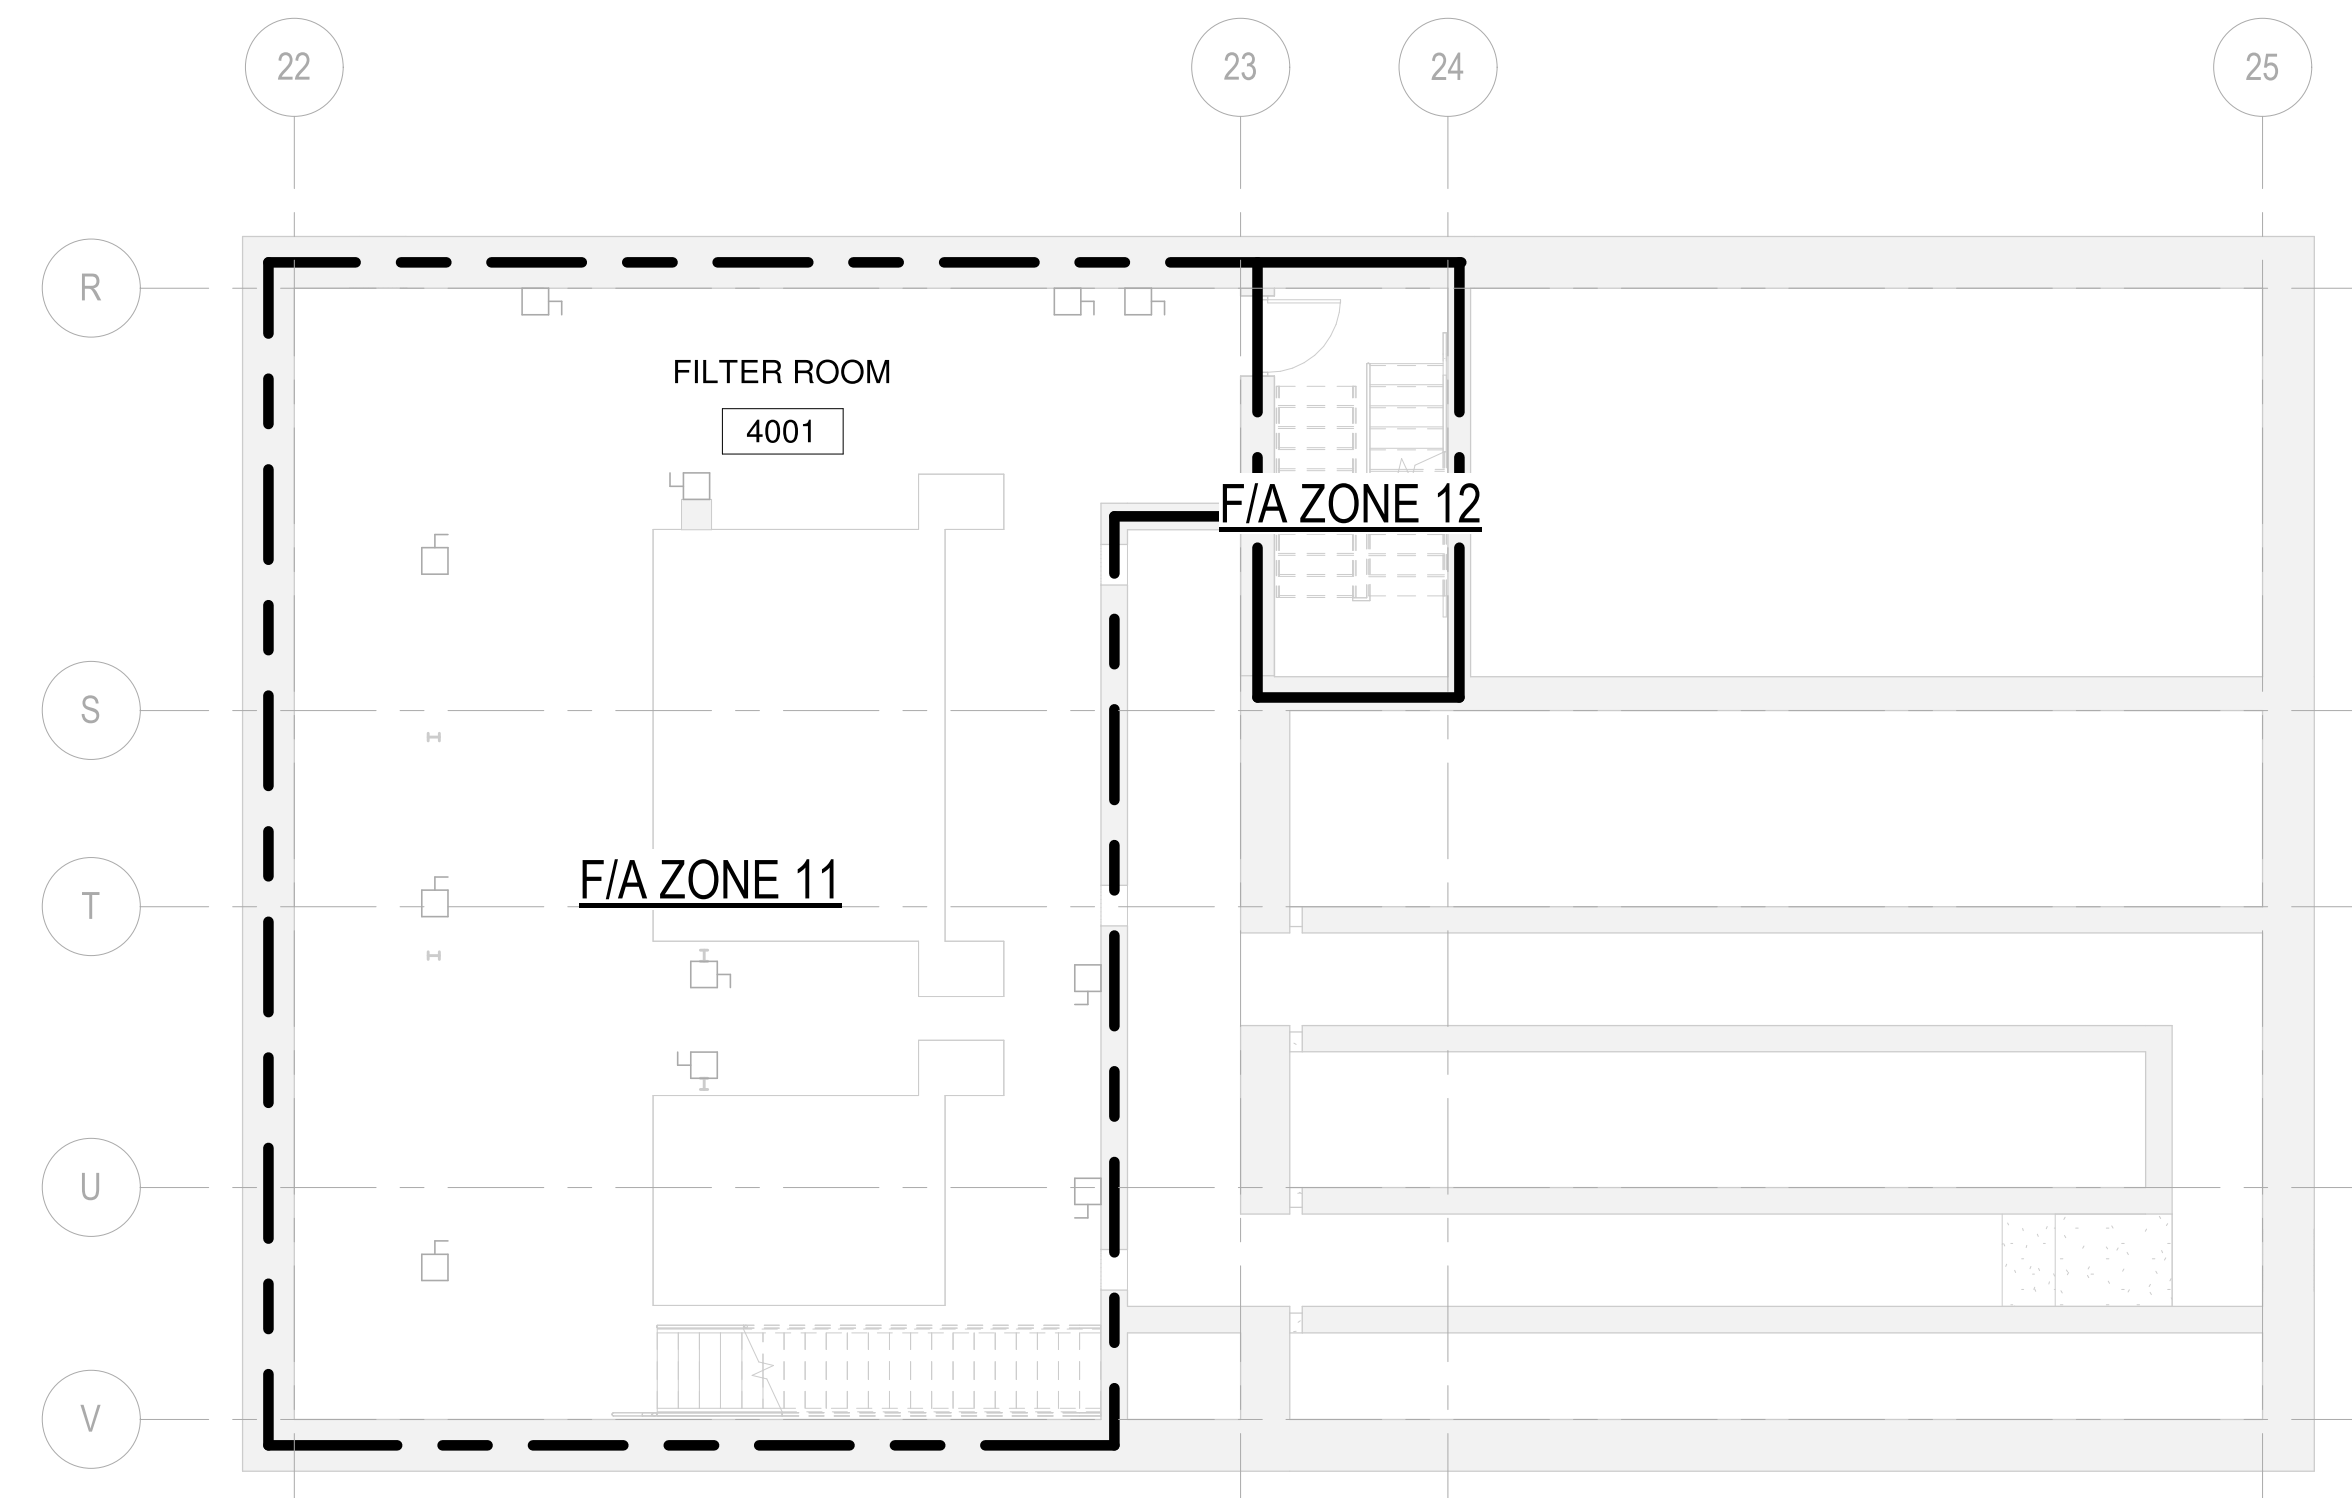 22
23
24
25
R
FILTER ROOM
4001
F/A ZONE 12
S
F/A ZONE 11
T
U
V